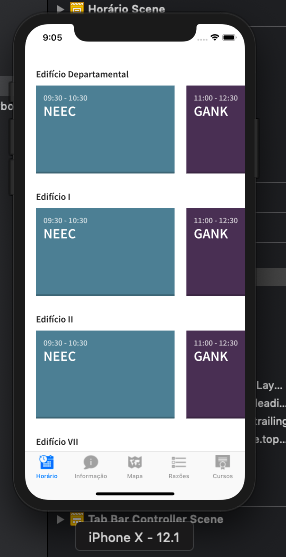 Horário Scene
9:05
Edifício Departamental
09:30 - 10:30
NEEC
11:00 - 12:30
GANK
Edifício I
09:30 - 10:30
NEEC
11:00 - 12:30
GANK
Edifício II
09:30 - 10:30
NEEC
11:00 - 12:30
GANK
Edifício VII
Horário
Informação
Mapa
Razões
Cursos
bo
Lay...
leadi...
trailing
e.top...
Tab Bar Controller Scene
iPhone X - 12.1